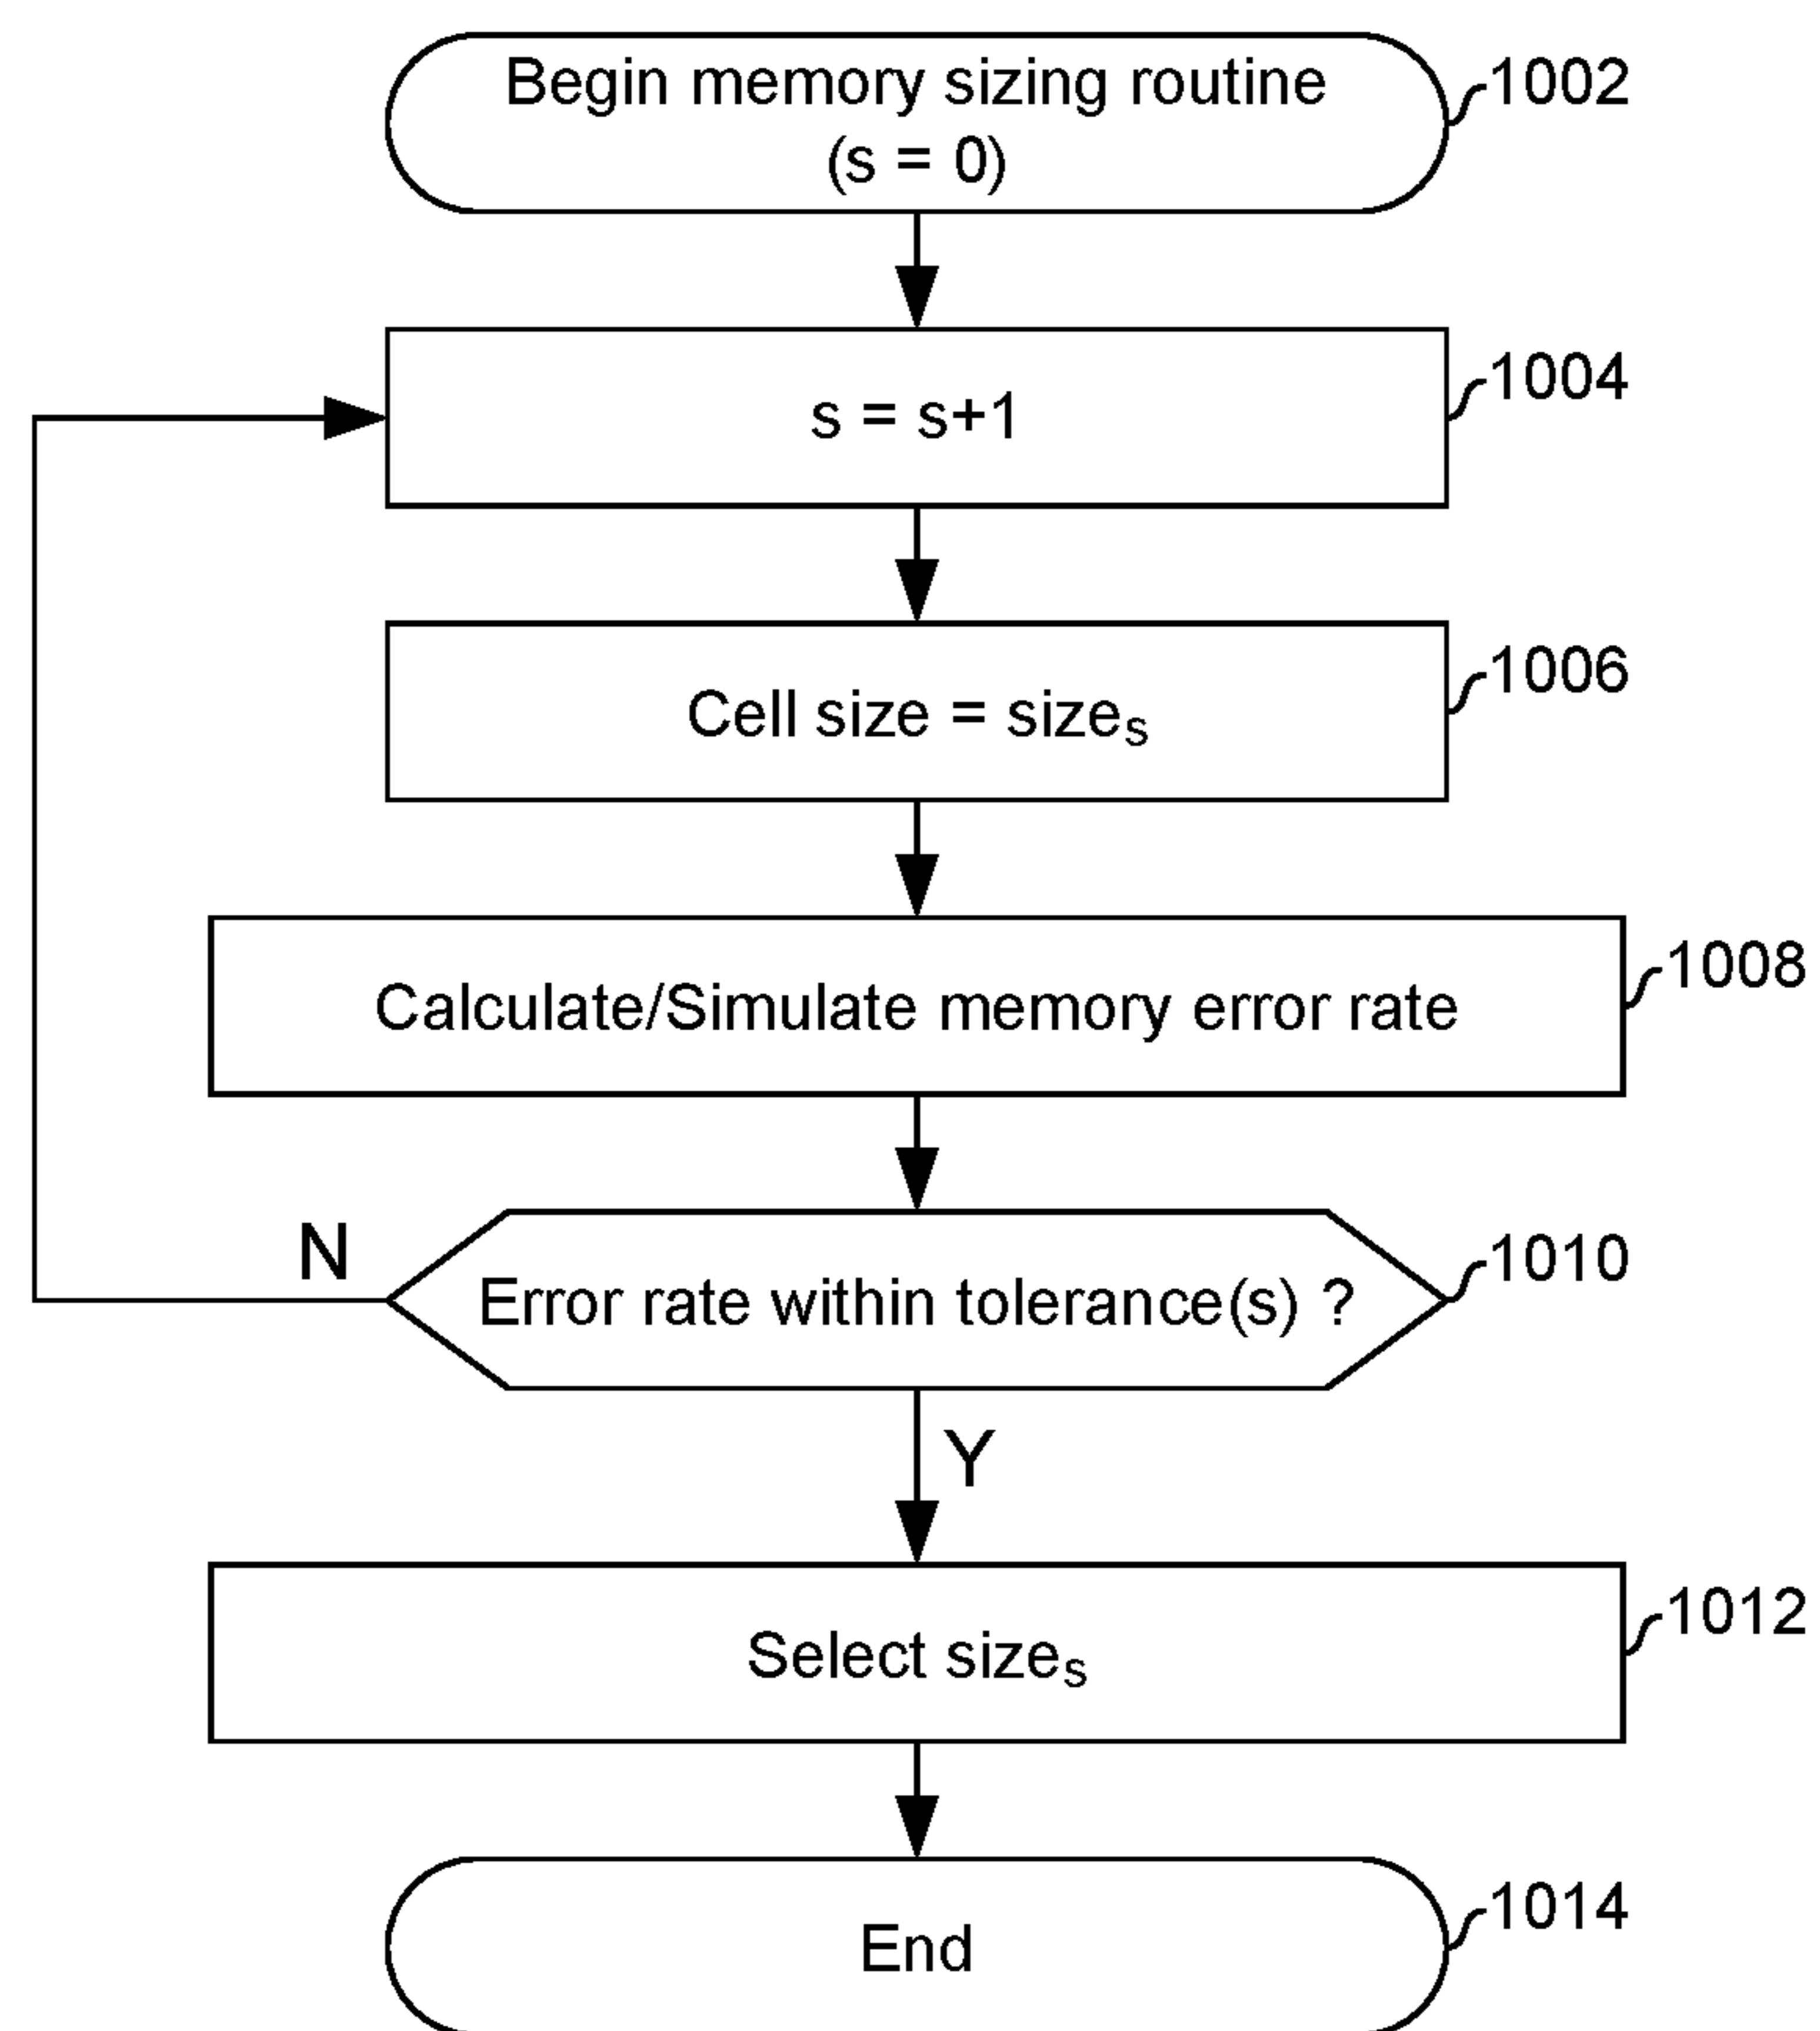 Begin memory sizing routine
(s = 0)
1002
s = s+1
1004
Cell size = sizeₛ
1006
Calculate/Simulate memory error rate
1008
N
Error rate within tolerance(s) ?
1010
Y
Select sizeₛ
1012
End
1014